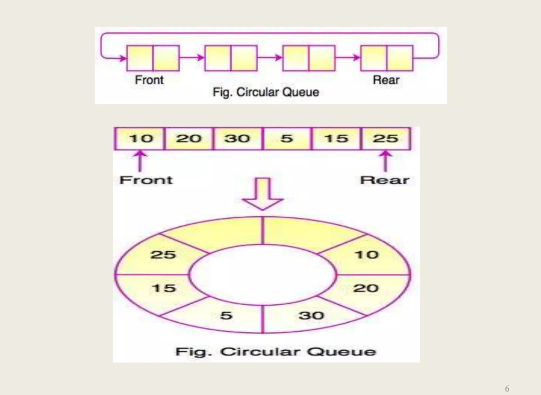 Front Rear
Fig. Circular Queue
10 20 30 5 15 25
Front Rear
25 10
15 20
5 30
Fig. Circular Queue
6